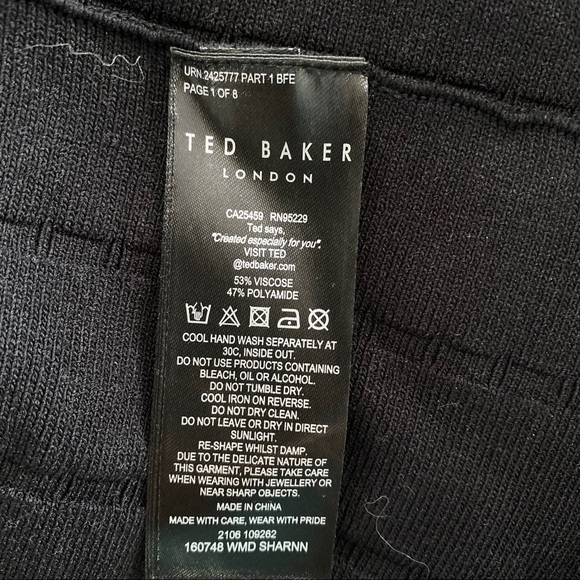 URN 2425777 PART 1 BFE
PAGE 1 OF 8
TED BAKER
LONDON
CA25459 RN95229
Ted says,
"Created especially for you".
VISIT TED
@tedbaker.com
53% VISCOSE
47% POLYAMIDE
COOL HAND WASH SEPARATELY AT
30C, INSIDE OUT.
DO NOT USE PRODUCTS CONTAINING
BLEACH, OIL OR ALCOHOL.
DO NOT TUMBLE DRY.
COOL IRON ON REVERSE.
DO NOT DRY CLEAN.
DO NOT LEAVE OR DRY IN DIRECT
SUNLIGHT.
RE-SHAPE WHILST DAMP.
DUE TO THE DELICATE NATURE OF
THIS GARMENT, PLEASE TAKE CARE
WHEN WEARING WITH JEWELLERY OR
NEAR SHARP OBJECTS.
MADE IN CHINA
MADE WITH CARE, WEAR WITH PRIDE
2106 109262
160748 WMD SHARNN